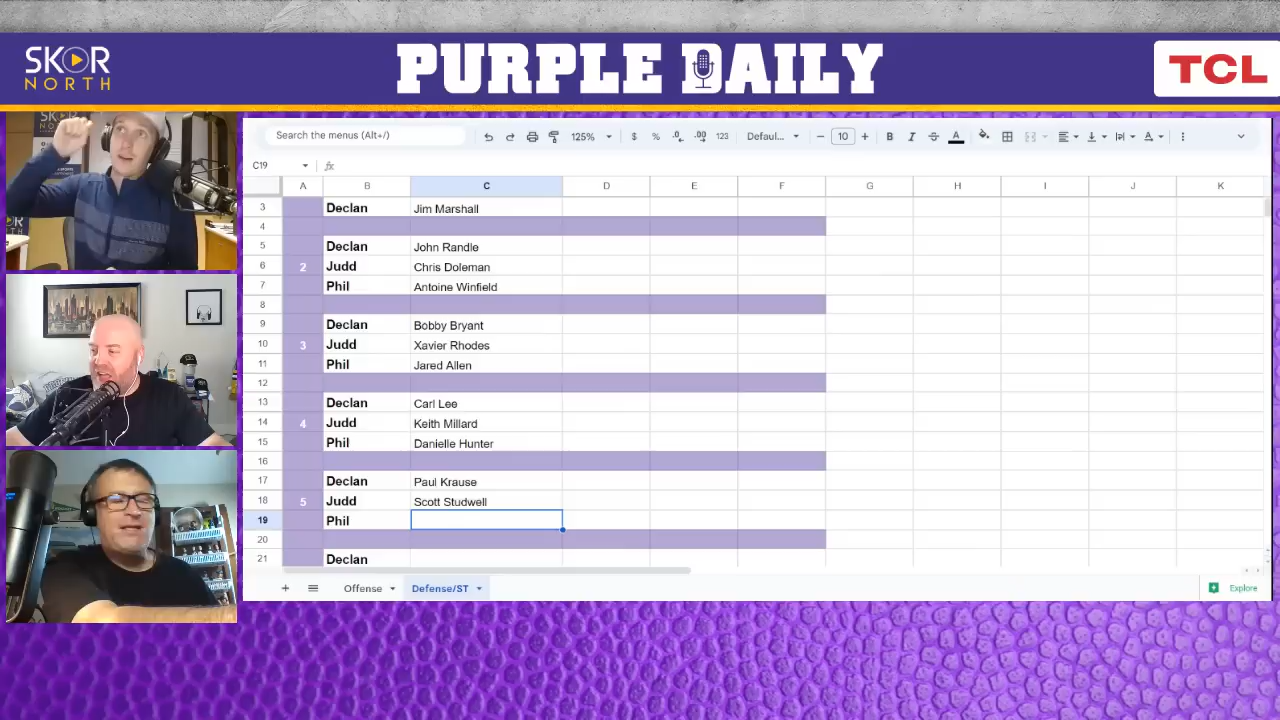 SKOR
NORTH
PURPLE DAILY
TCL
SKOR
NORTH
Search the menus (Alt+/)
125%
$ % .0 .00 123
Defaul...
− 10 + B I S A
C19
fx
A B C D E F G H I J K
3 Declan Jim Marshall
4
5 Declan John Randle
2 6 Judd Chris Doleman
7 Phil Antoine Winfield
8
9 Declan Bobby Bryant
10 3 Judd Xavier Rhodes
11 Phil Jared Allen
12
13 Declan Carl Lee
14 4 Judd Keith Millard
15 Phil Danielle Hunter
16
17 Declan Paul Krause
18 5 Judd Scott Studwell
19 Phil
20
21 Declan
+ Offense Defense/ST
Explore